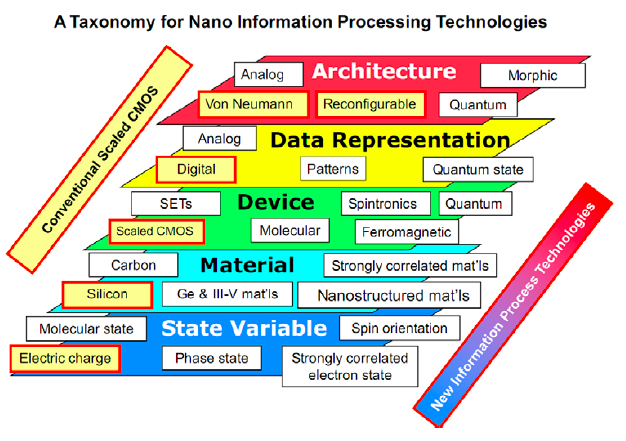 A Taxonomy for Nano Information Processing Technologies
Conventional Scaled CMOS
Analog
Architecture
Morphic
Von Neumann
Reconfigurable
Quantum
Analog
Data Representation
Digital
Patterns
Quantum state
SETs
Device
Spintronics
Quantum
Scaled CMOS
Molecular
Ferromagnetic
Carbon
Material
Strongly correlated mat'ls
Silicon
Ge & III-V mat'ls
Nanostructured mat'ls
Molecular state
State Variable
Spin orientation
Electric charge
Phase state
Strongly correlated
electron state
New Information Process Technologies